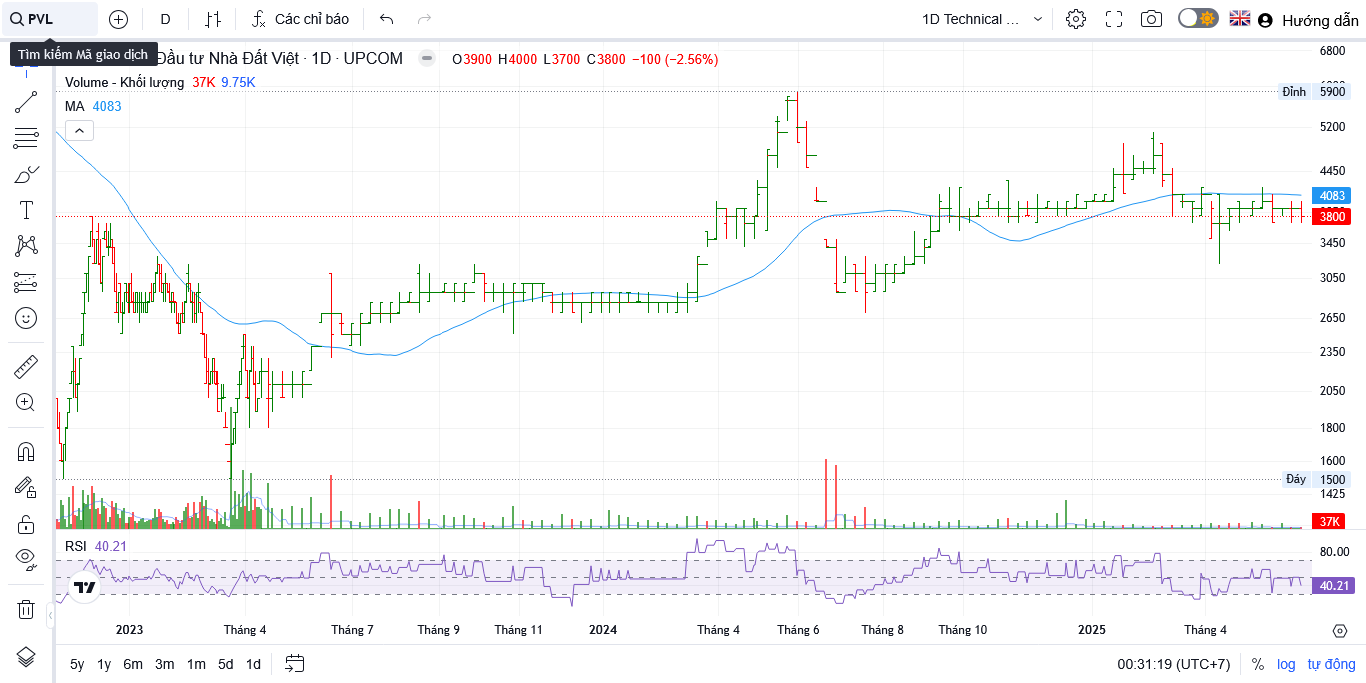 PVL
D
Các chỉ báo
1D Technical ...
Hướng dẫn
Tìm kiếm Mã giao dịch
Đầu tư Nhà Đất Việt · 1D · UPCOM
O3900 H4000 L3700 C3800 −100 (−2.56%)
Volume - Khối lượng 37K 9.75K
MA 4083
6800
Đỉnh 5900
5200
4450
4083
3800
3450
3050
2650
2350
2050
1800
1600
Đáy 1500
1425
37K
RSI 40.21
80.00
40.21
2023 Tháng 4 Tháng 7 Tháng 9 Tháng 11 2024 Tháng 4 Tháng 6 Tháng 8 Tháng 10 2025 Tháng 4
5y 1y 6m 3m 1m 5d 1d
00:31:19 (UTC+7) % log tự động